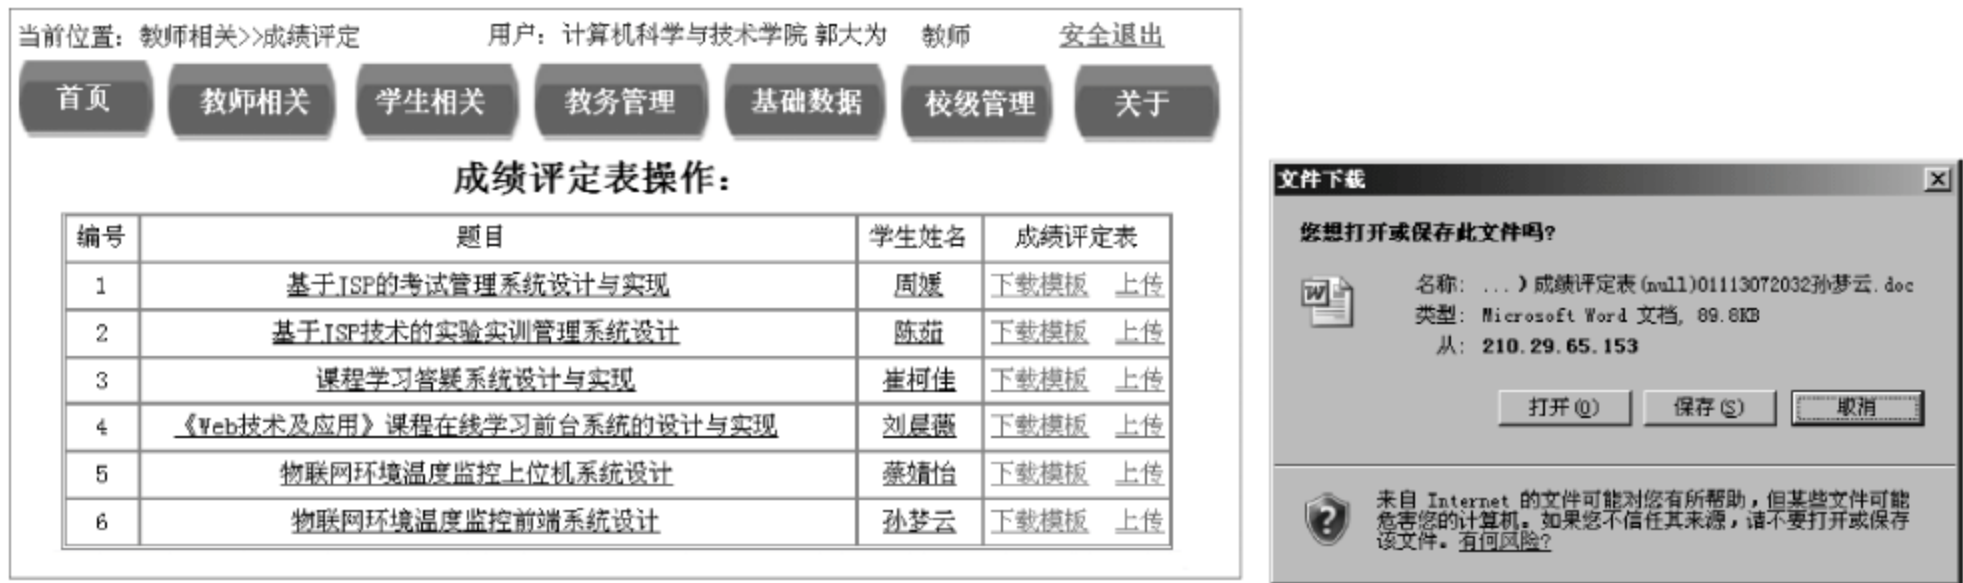 当前位置：教师相关>>成绩评定 用户：计算机科学与技术学院 郭大为 教师 安全退出
首页 教师相关 学生相关 教务管理 基础数据 校级管理 关于
成绩评定表操作：
编号 题目 学生姓名 成绩评定表
1 基于JSP的考试管理系统设计与实现 周媛 下载模板 上传
2 基于JSP技术的实验实训管理系统设计 陈茹 下载模板 上传
3 课程学习答疑系统设计与实现 崔柯佳 下载模板 上传
4 《Web技术及应用》课程在线学习前台系统的设计与实现 刘晨薇 下载模板 上传
5 物联网环境温度监控上位机系统设计 蔡婧怡 下载模板 上传
6 物联网环境温度监控前端系统设计 孙梦云 下载模板 上传
文件下载
您想打开或保存此文件吗?
名称: ...）成绩评定表(null)01113072032孙梦云.doc
类型: Microsoft Word 文档, 89.8KB
从: 210.29.65.153
打开(O) 保存(S) 取消
来自 Internet 的文件可能对您有所帮助，但某些文件可能
危害您的计算机。如果您不信任其来源，请不要打开或保存
该文件。有何风险?